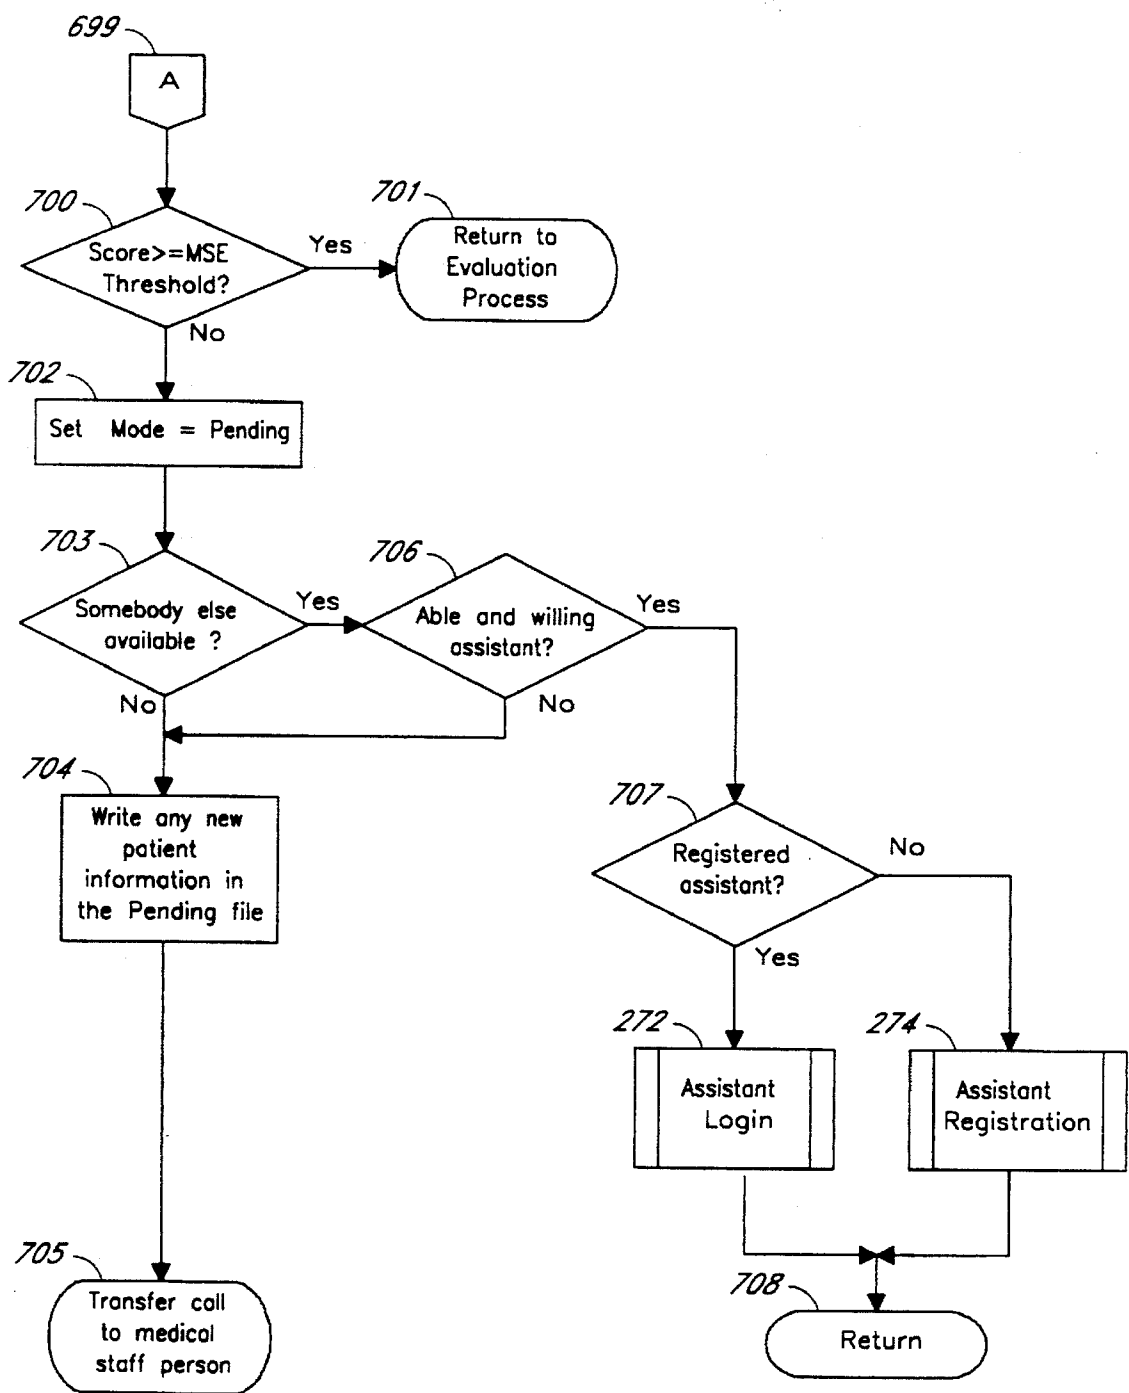 699
A
700
Score>=MSE
Threshold?
Yes
No
701
Return to
Evaluation
Process
702
Set Mode = Pending
703
Somebody else
available ?
Yes
No
706
Able and willing
assistant?
Yes
No
704
Write any new
patient
information in
the Pending file
707
Registered
assistant?
No
Yes
272
Assistant
Login
274
Assistant
Registration
705
Transfer call
to medical
staff person
708
Return